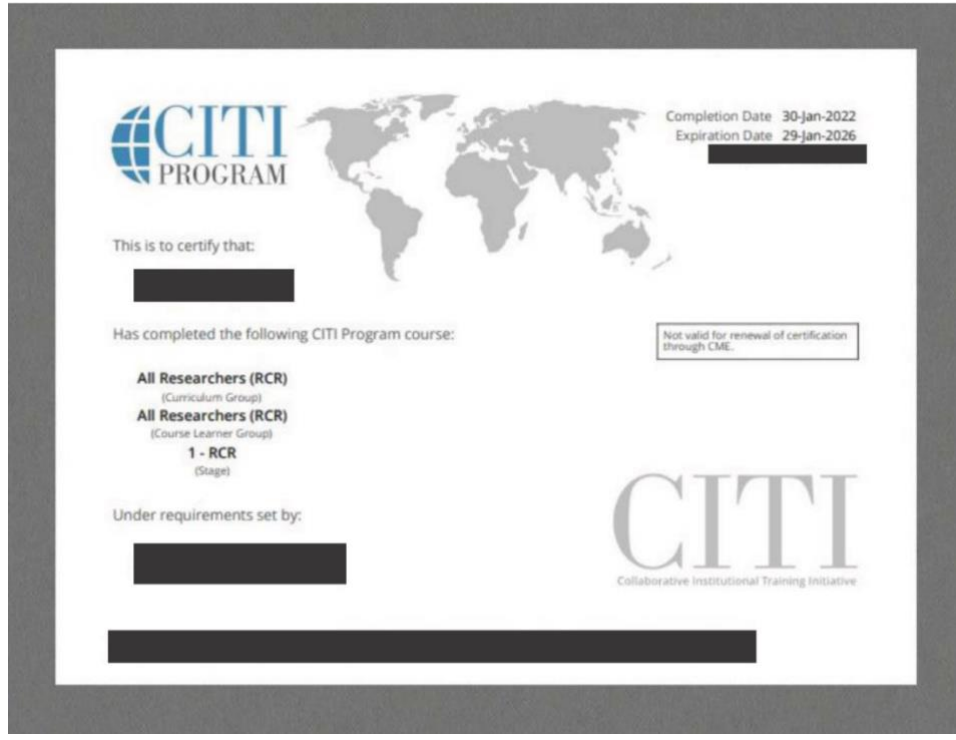 CITI
PROGRAM
Completion Date 30-Jan-2022
Expiration Date 29-Jan-2026
This is to certify that:
Has completed the following CITI Program course:
Not valid for renewal of certification
through CME.
All Researchers (RCR)
(Curriculum Group)
All Researchers (RCR)
(Course Learner Group)
1 - RCR
(Stage)
Under requirements set by:
CITI
Collaborative Institutional Training Initiative